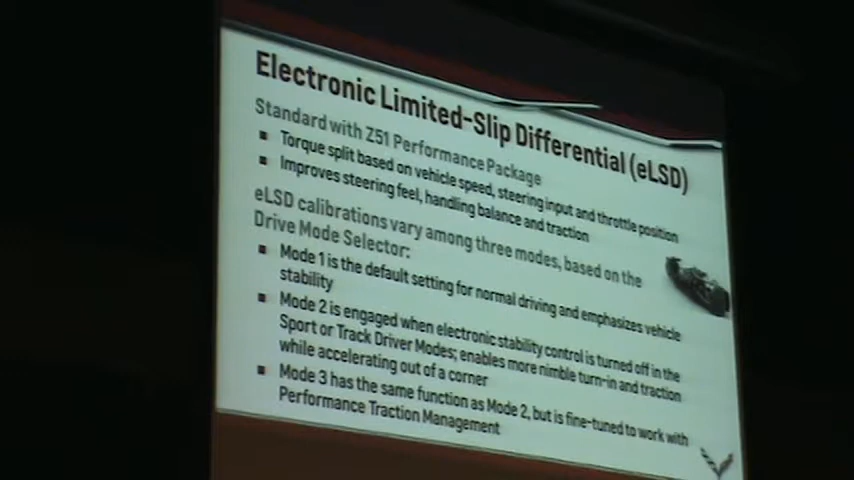 Electronic Limited-Slip Differential (eLSD)
Standard with Z51 Performance Package
▪ Torque split based on vehicle speed, steering input and throttle position
▪ Improves steering feel, handling balance and traction
eLSD calibrations vary among three modes, based on the
Drive Mode Selector:
▪ Mode 1 is the default setting for normal driving and emphasizes vehicle
stability
▪ Mode 2 is engaged when electronic stability control is turned off in the
Sport or Track Driver Modes; enables more nimble turn-in and traction
while accelerating out of a corner
▪ Mode 3 has the same function as Mode 2, but is fine-tuned to work with
Performance Traction Management